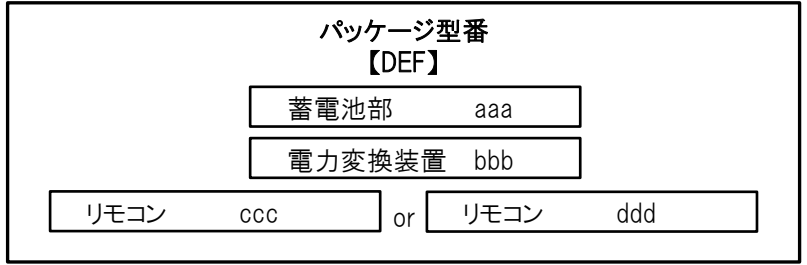 パッケージ型番
【DEF】
蓄電池部 aaa
電力変換装置 bbb
リモコン ccc or リモコン ddd